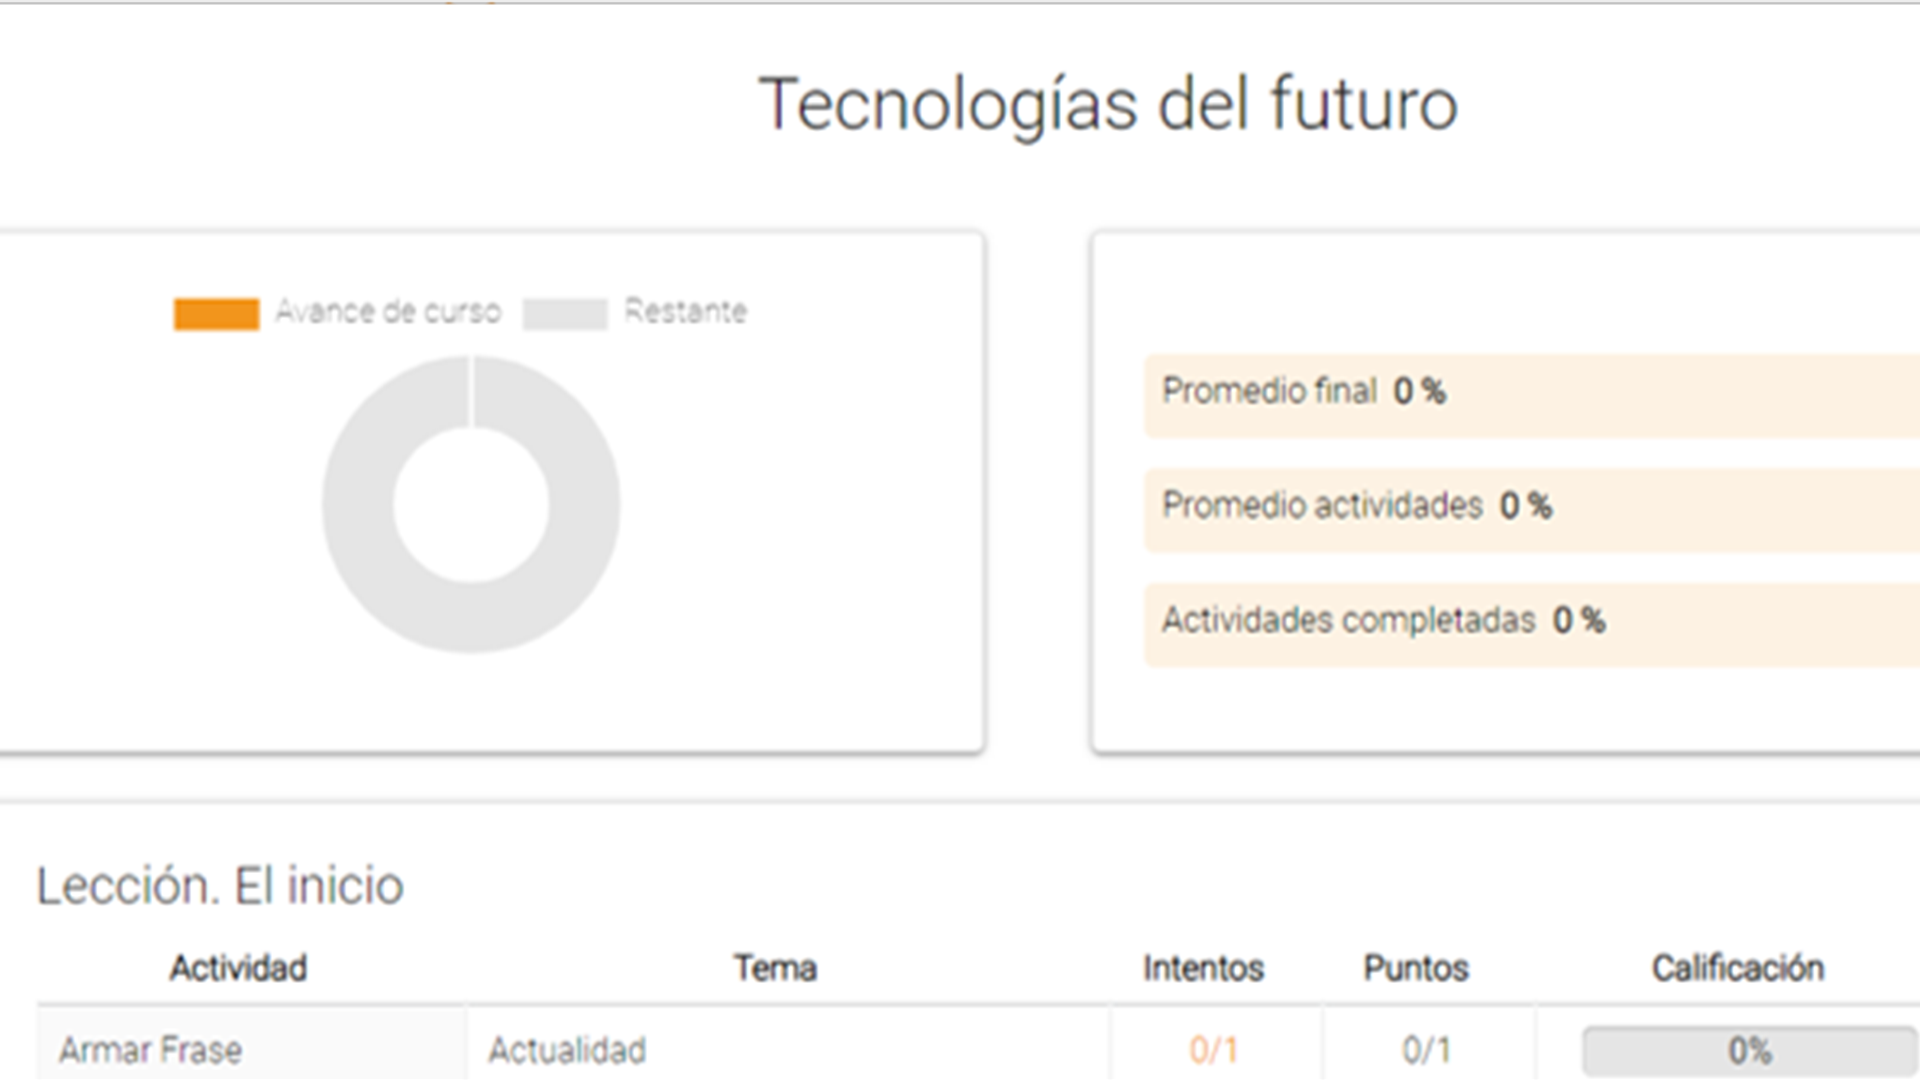 Tecnologías del futuro
Avance de curso Restante
Promedio final 0 %
Promedio actividades 0 %
Actividades completadas 0 %
Lección. El inicio
Actividad Tema Intentos Puntos Calificación
Armar Frase Actualidad 0/1 0/1 0%